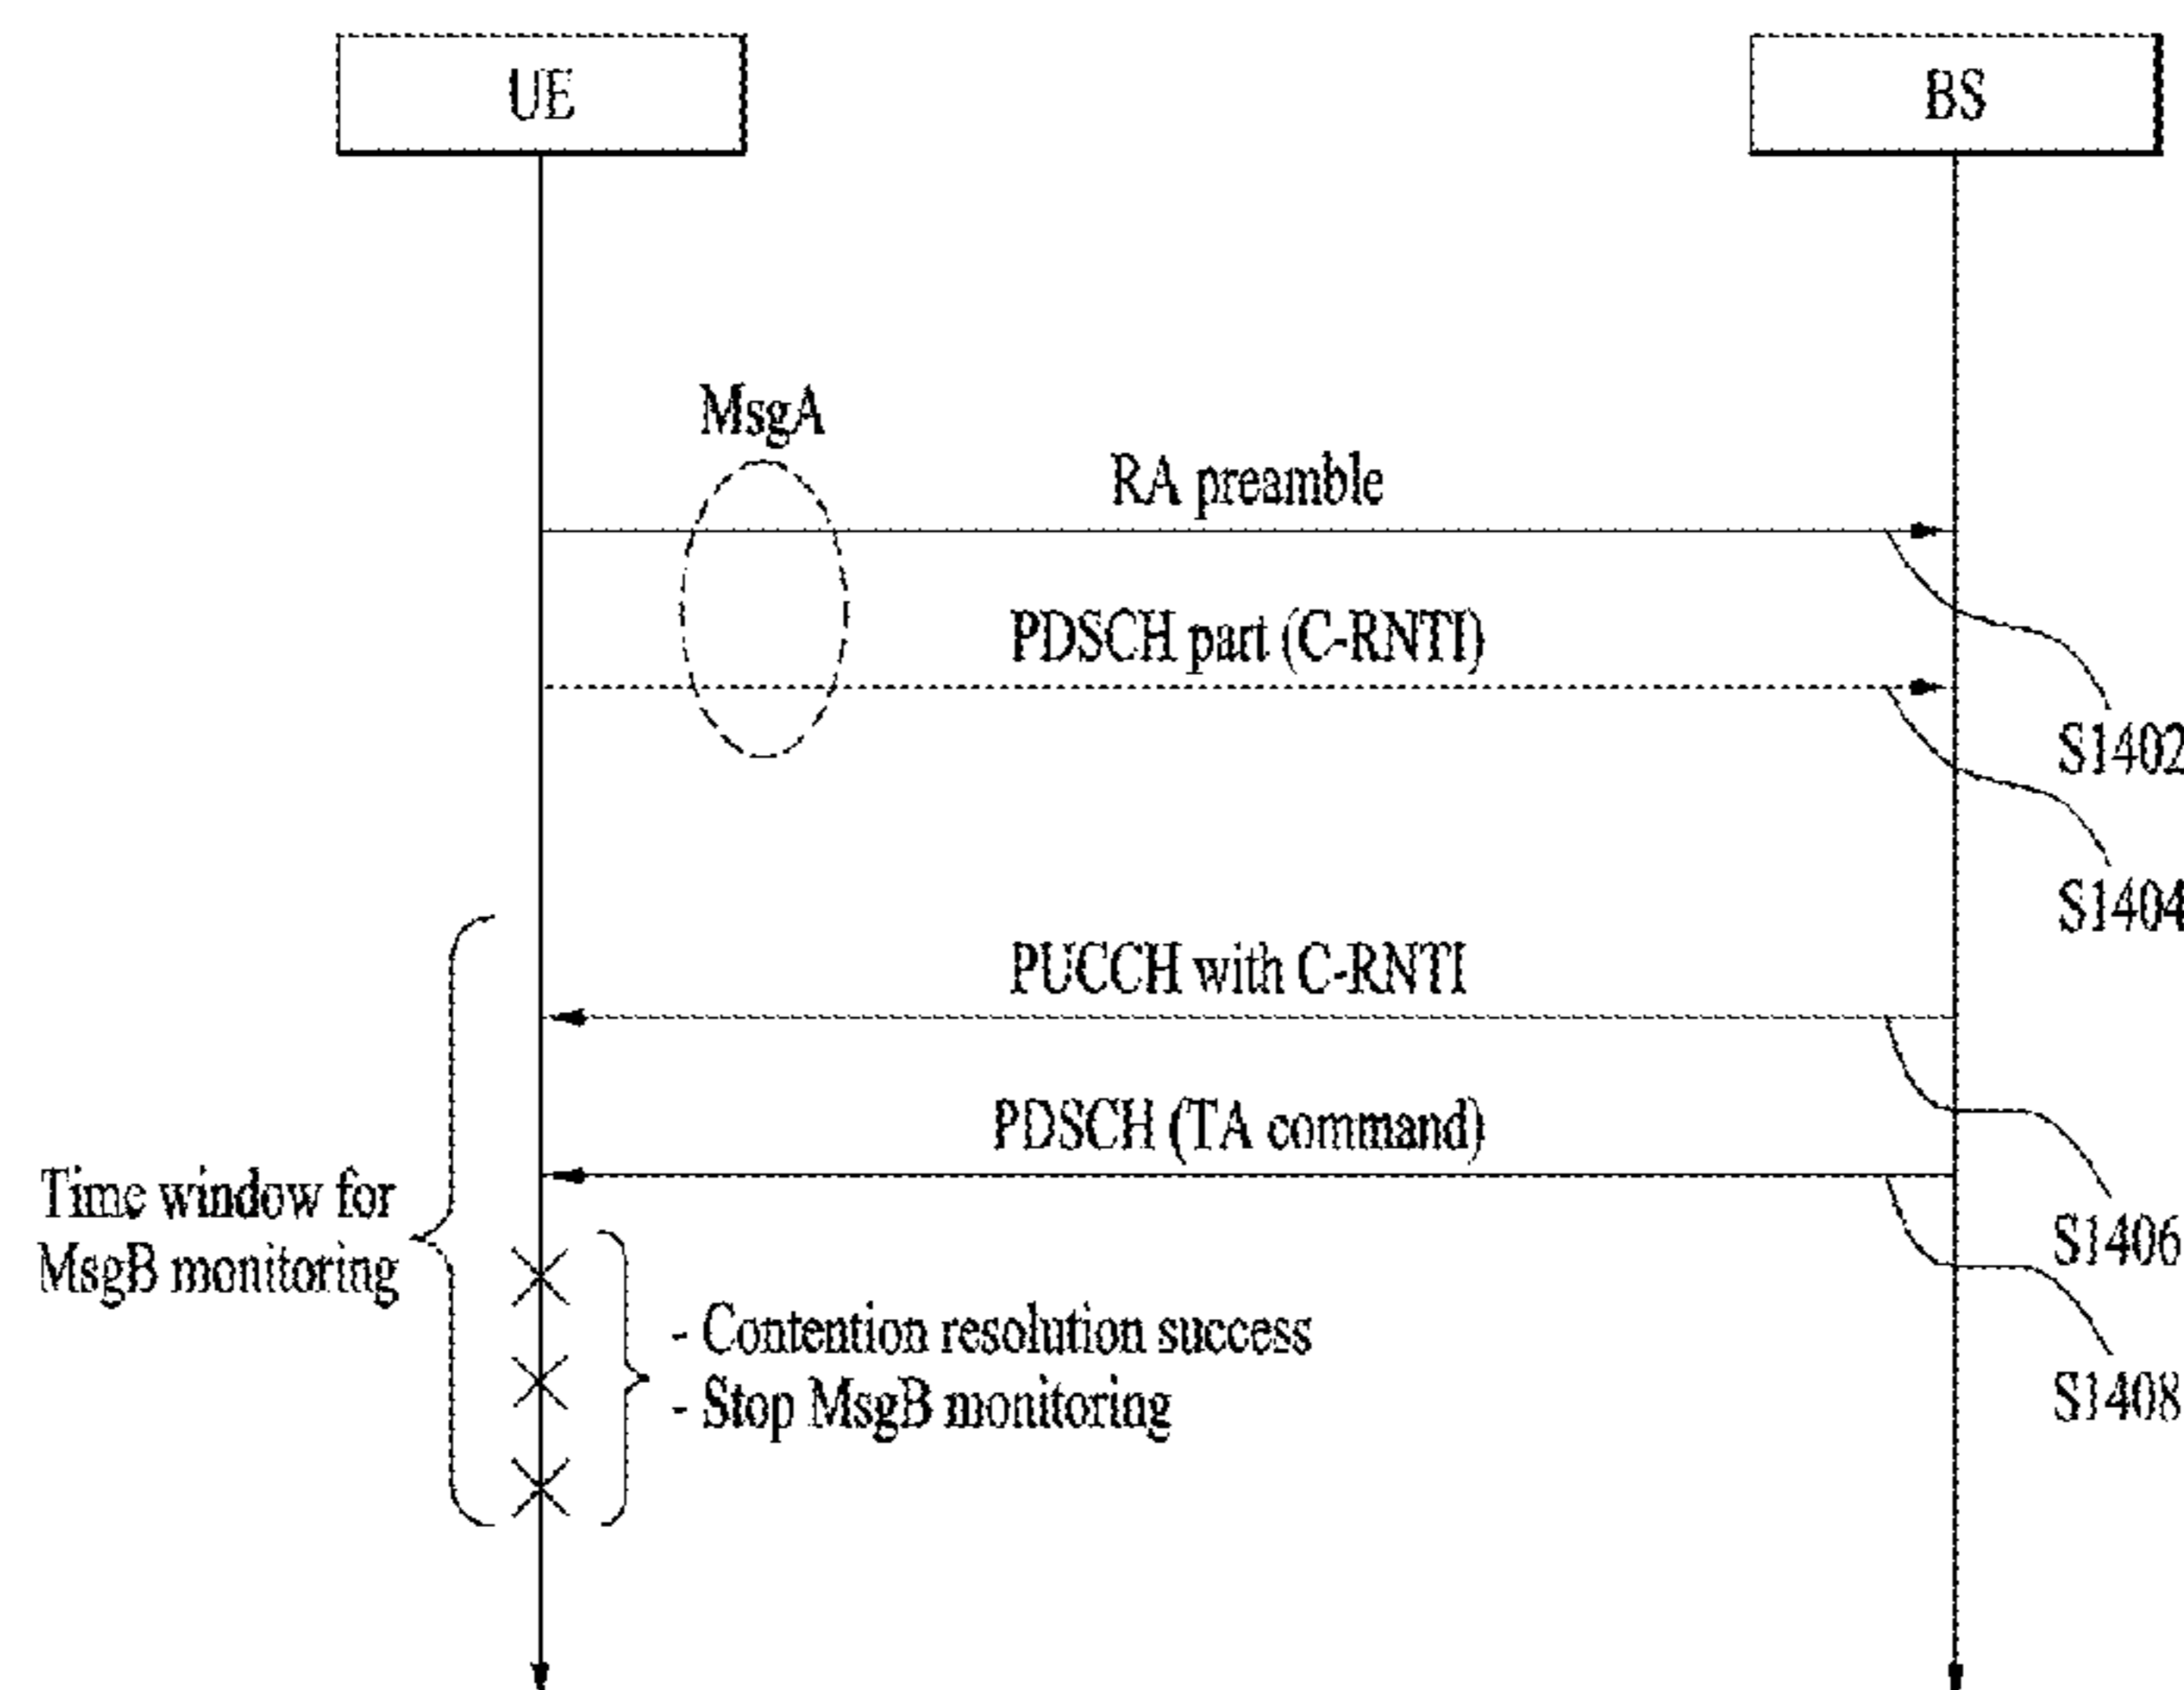 UE
BS
MsgA
RA preamble
PDSCH part (C-RNTI)
S1402
S1404
PUCCH with C-RNTI
PDSCH (TA command)
Time window for
MsgB monitoring
S1406
- Contention resolution success
- Stop MsgB monitoring
S1408